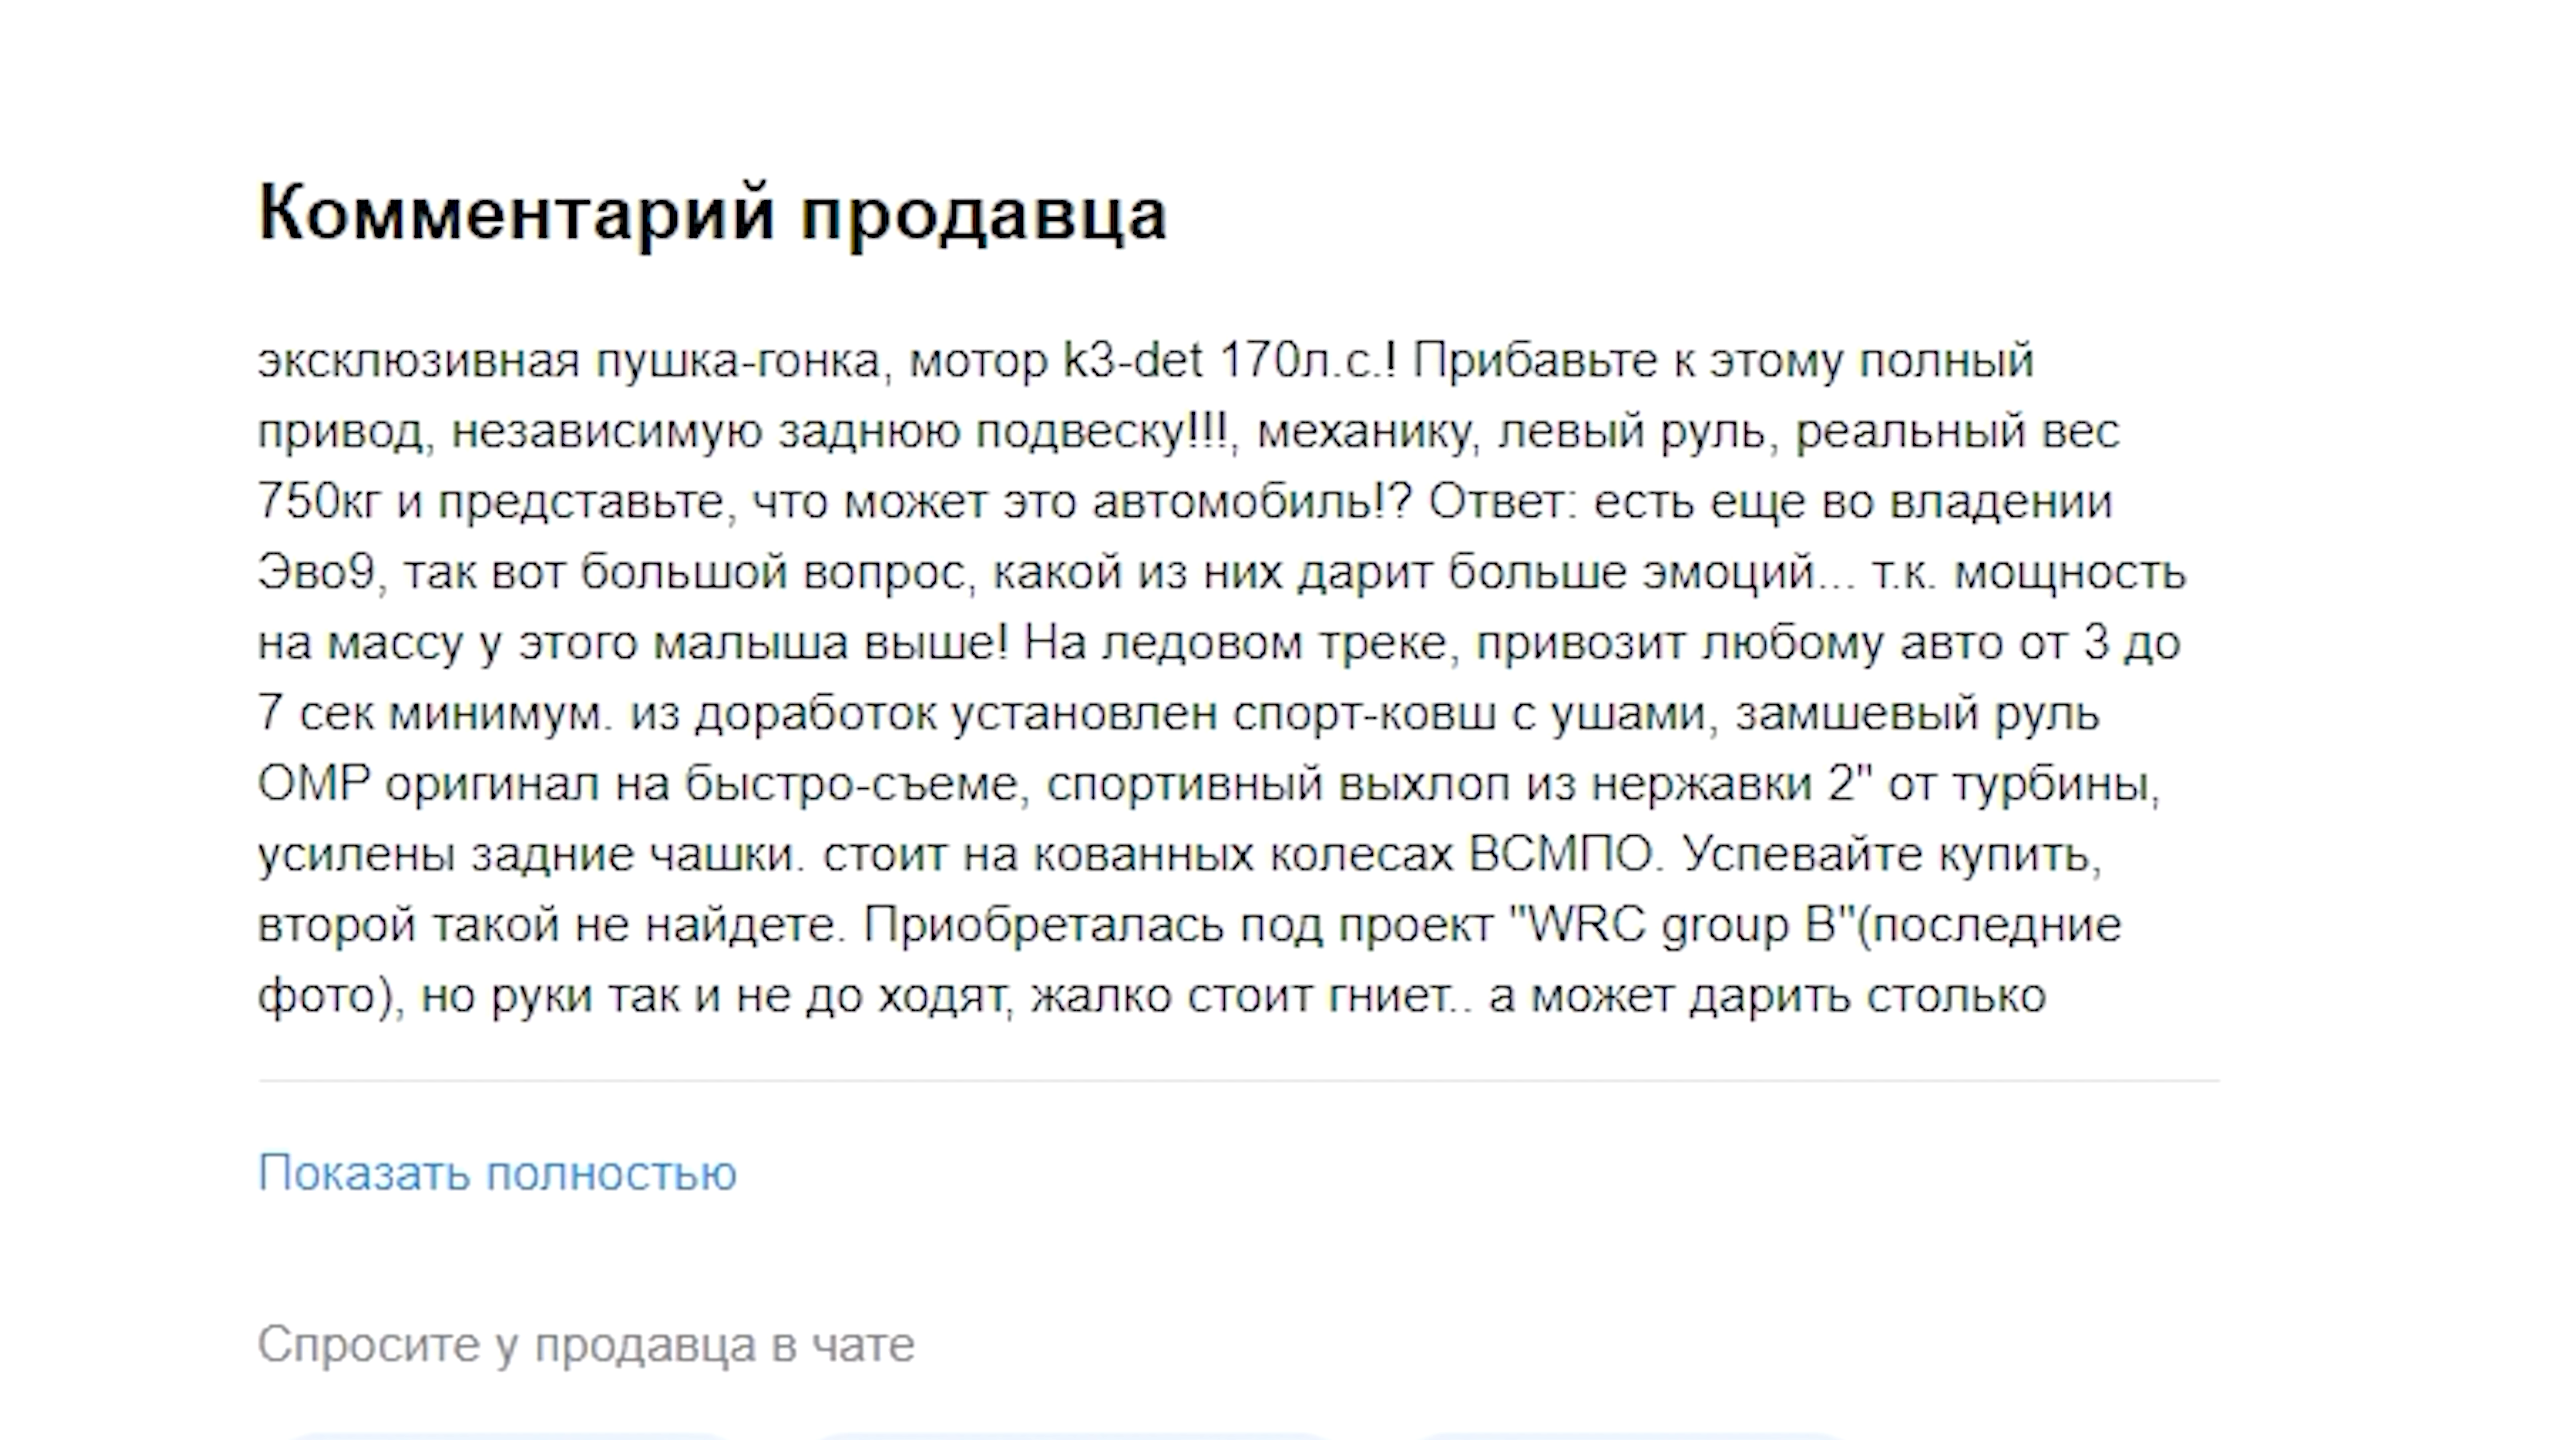 Комментарий продавца
эксклюзивная пушка-гонка, мотор k3-det 170л.с.! Прибавьте к этому полный
привод, независимую заднюю подвеску!!!, механику, левый руль, реальный вес
750кг и представьте, что может это автомобиль!? Ответ: есть еще во владении
Эво9, так вот большой вопрос, какой из них дарит больше эмоций... т.к. мощность
на массу у этого малыша выше! На ледовом треке, привозит любому авто от 3 до
7 сек минимум. из доработок установлен спорт-ковш с ушами, замшевый руль
OMP оригинал на быстро-съеме, спортивный выхлоп из нержавки 2" от турбины,
усилены задние чашки. стоит на кованных колесах ВСМПО. Успевайте купить,
второй такой не найдете. Приобреталась под проект "WRC group B"(последние
фото), но руки так и не до ходят, жалко стоит гниет.. а может дарить столько
Показать полностью
Спросите у продавца в чате